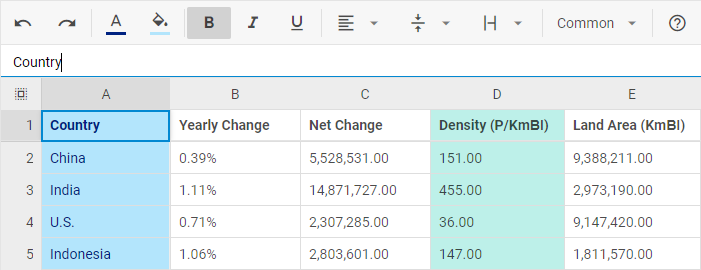 A B I U Common ?
Country
A B C D E
1 Country Yearly Change Net Change Density (P/KmBI) Land Area (KmBI)
2 China 0.39% 5,528,531.00 151.00 9,388,211.00
3 India 1.11% 14,871,727.00 455.00 2,973,190.00
4 U.S. 0.71% 2,307,285.00 36.00 9,147,420.00
5 Indonesia 1.06% 2,803,601.00 147.00 1,811,570.00